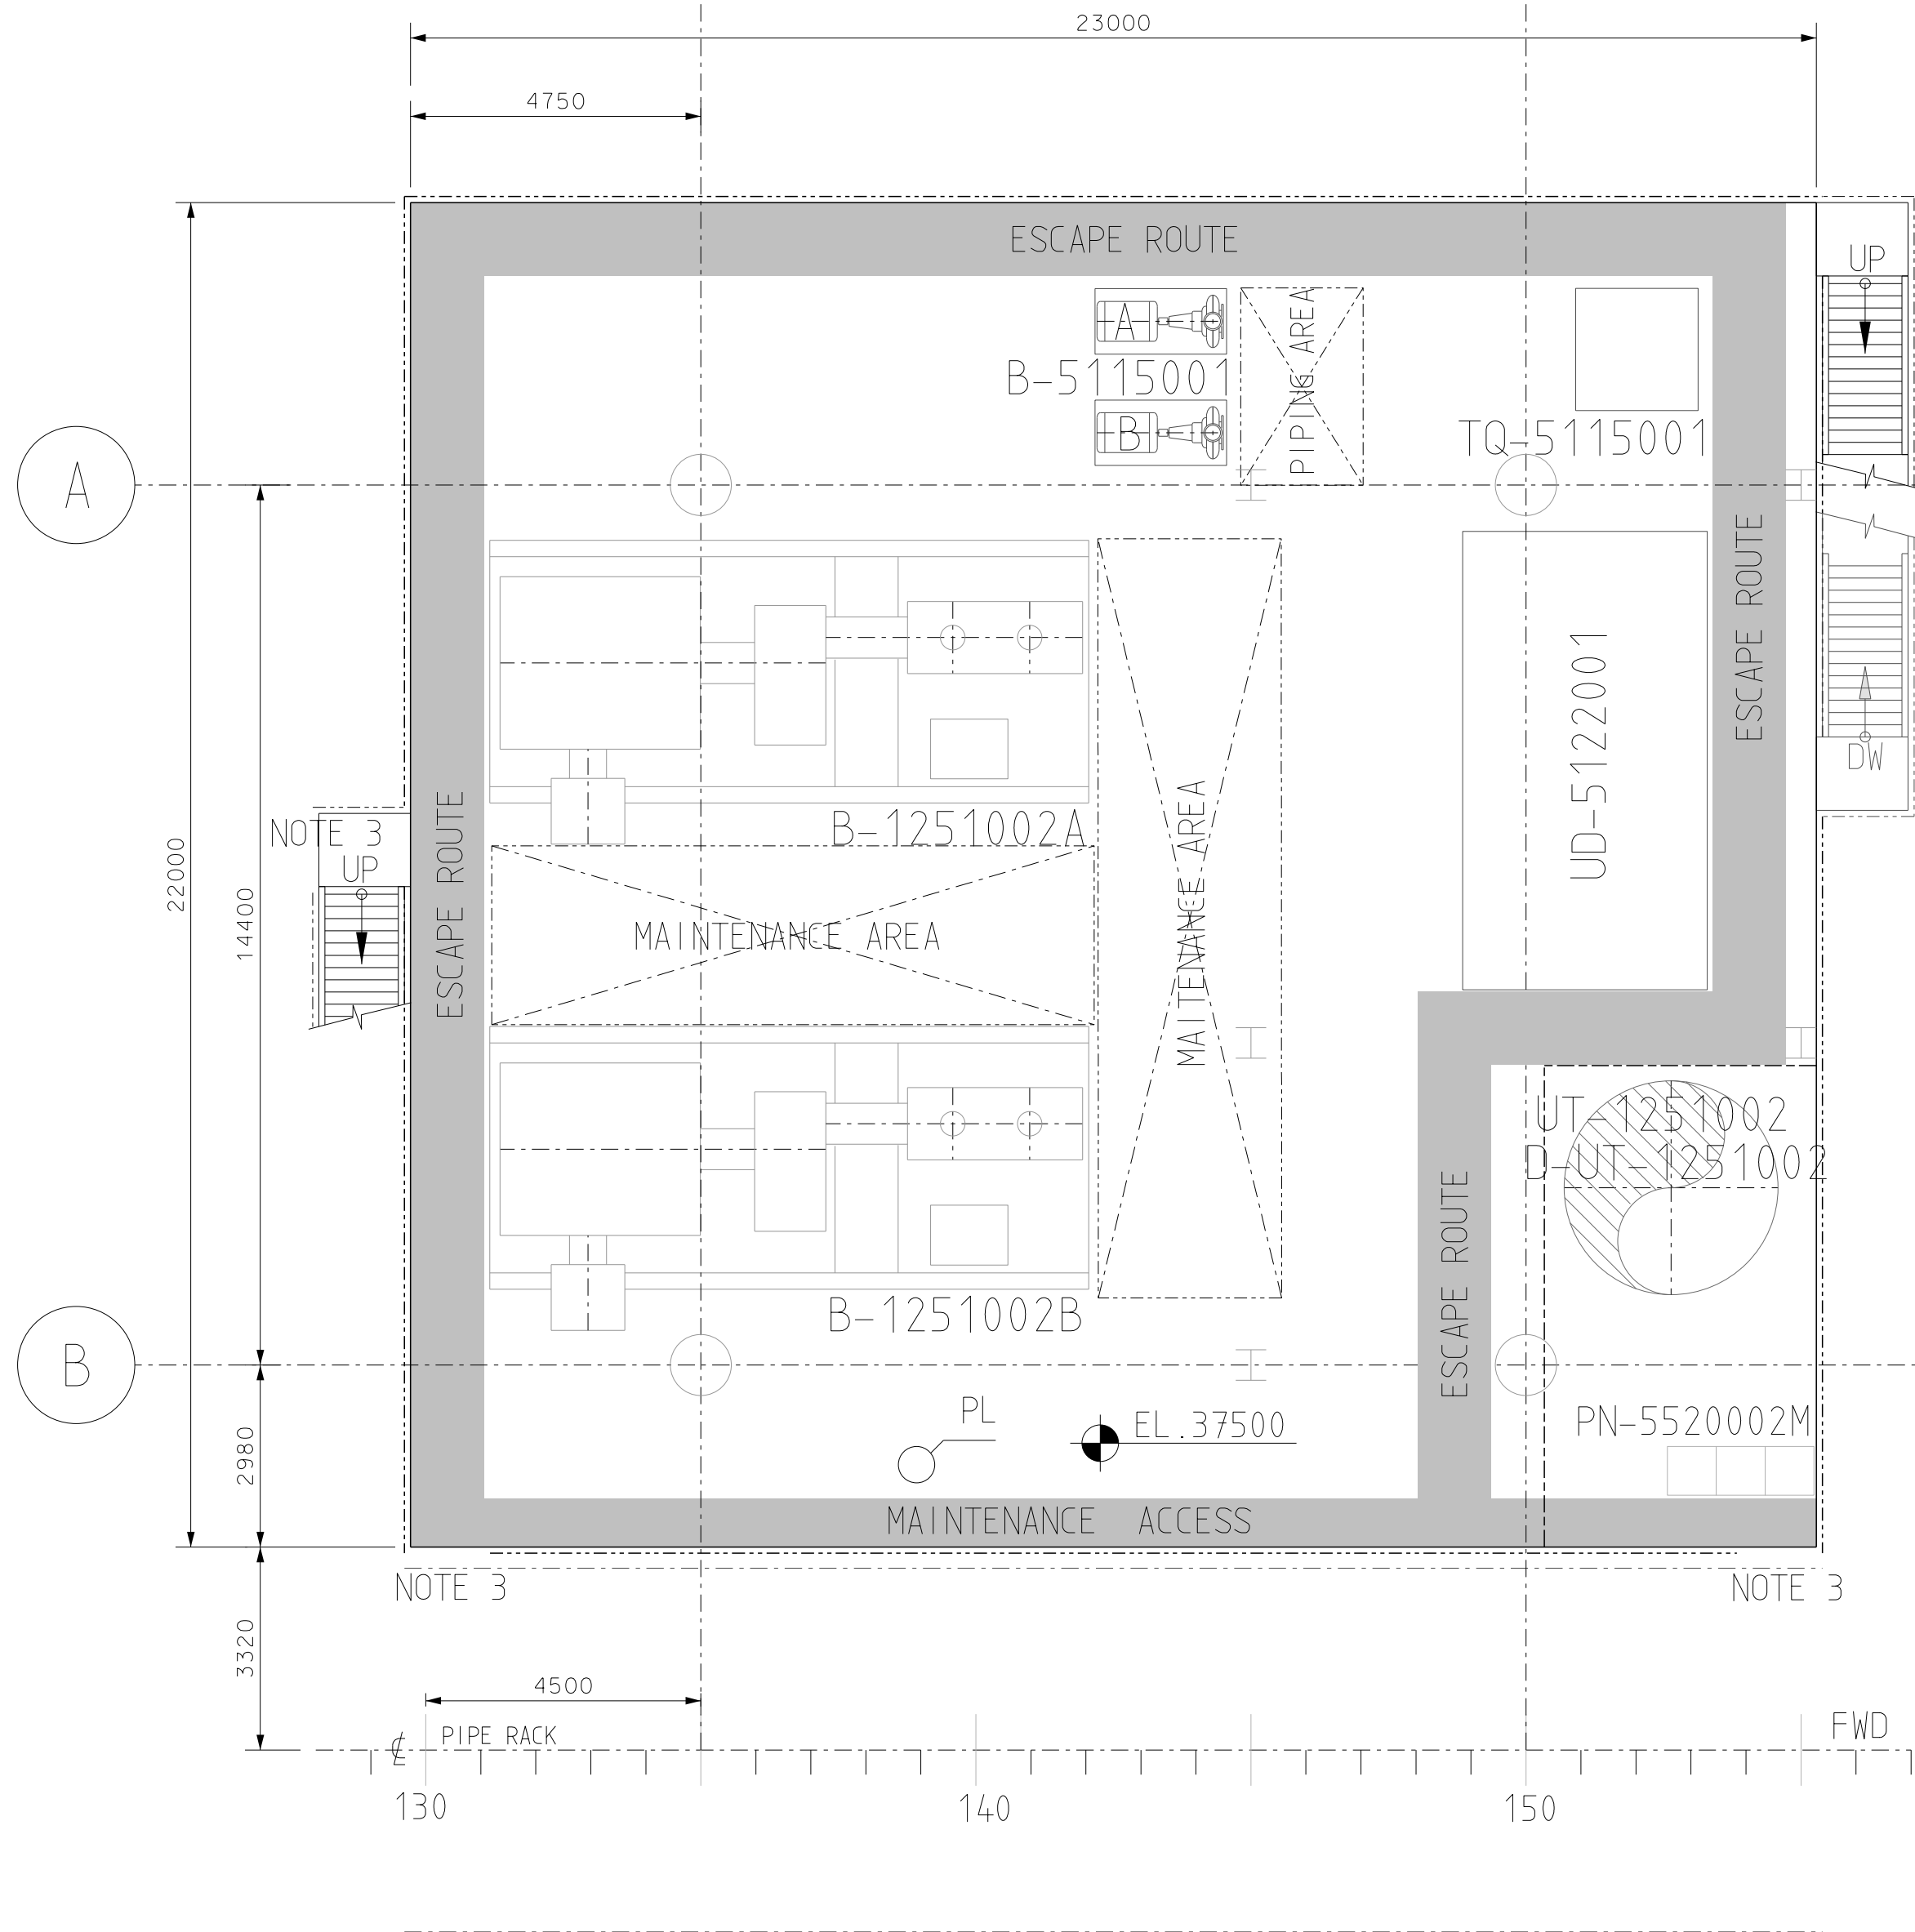 23000
4750
ESCAPE ROUTE
UP
A
B-5115001
B
PIPING AREA
TQ-5115001
A
ESCAPE ROUTE
UD-5122001
DW
B-1251002A
NOTE 3
UP
22000
14400
ESCAPE ROUTE
MAINTENANCE AREA
MAINTENANCE AREA
UT-1251002
D-UT-1251002
B-1251002B
ESCAPE ROUTE
B
PL
EL.37500
PN-5520002M
2980
MAINTENANCE ACCESS
NOTE 3
NOTE 3
3320
4500
℄ PIPE RACK
FWD
130
140
150